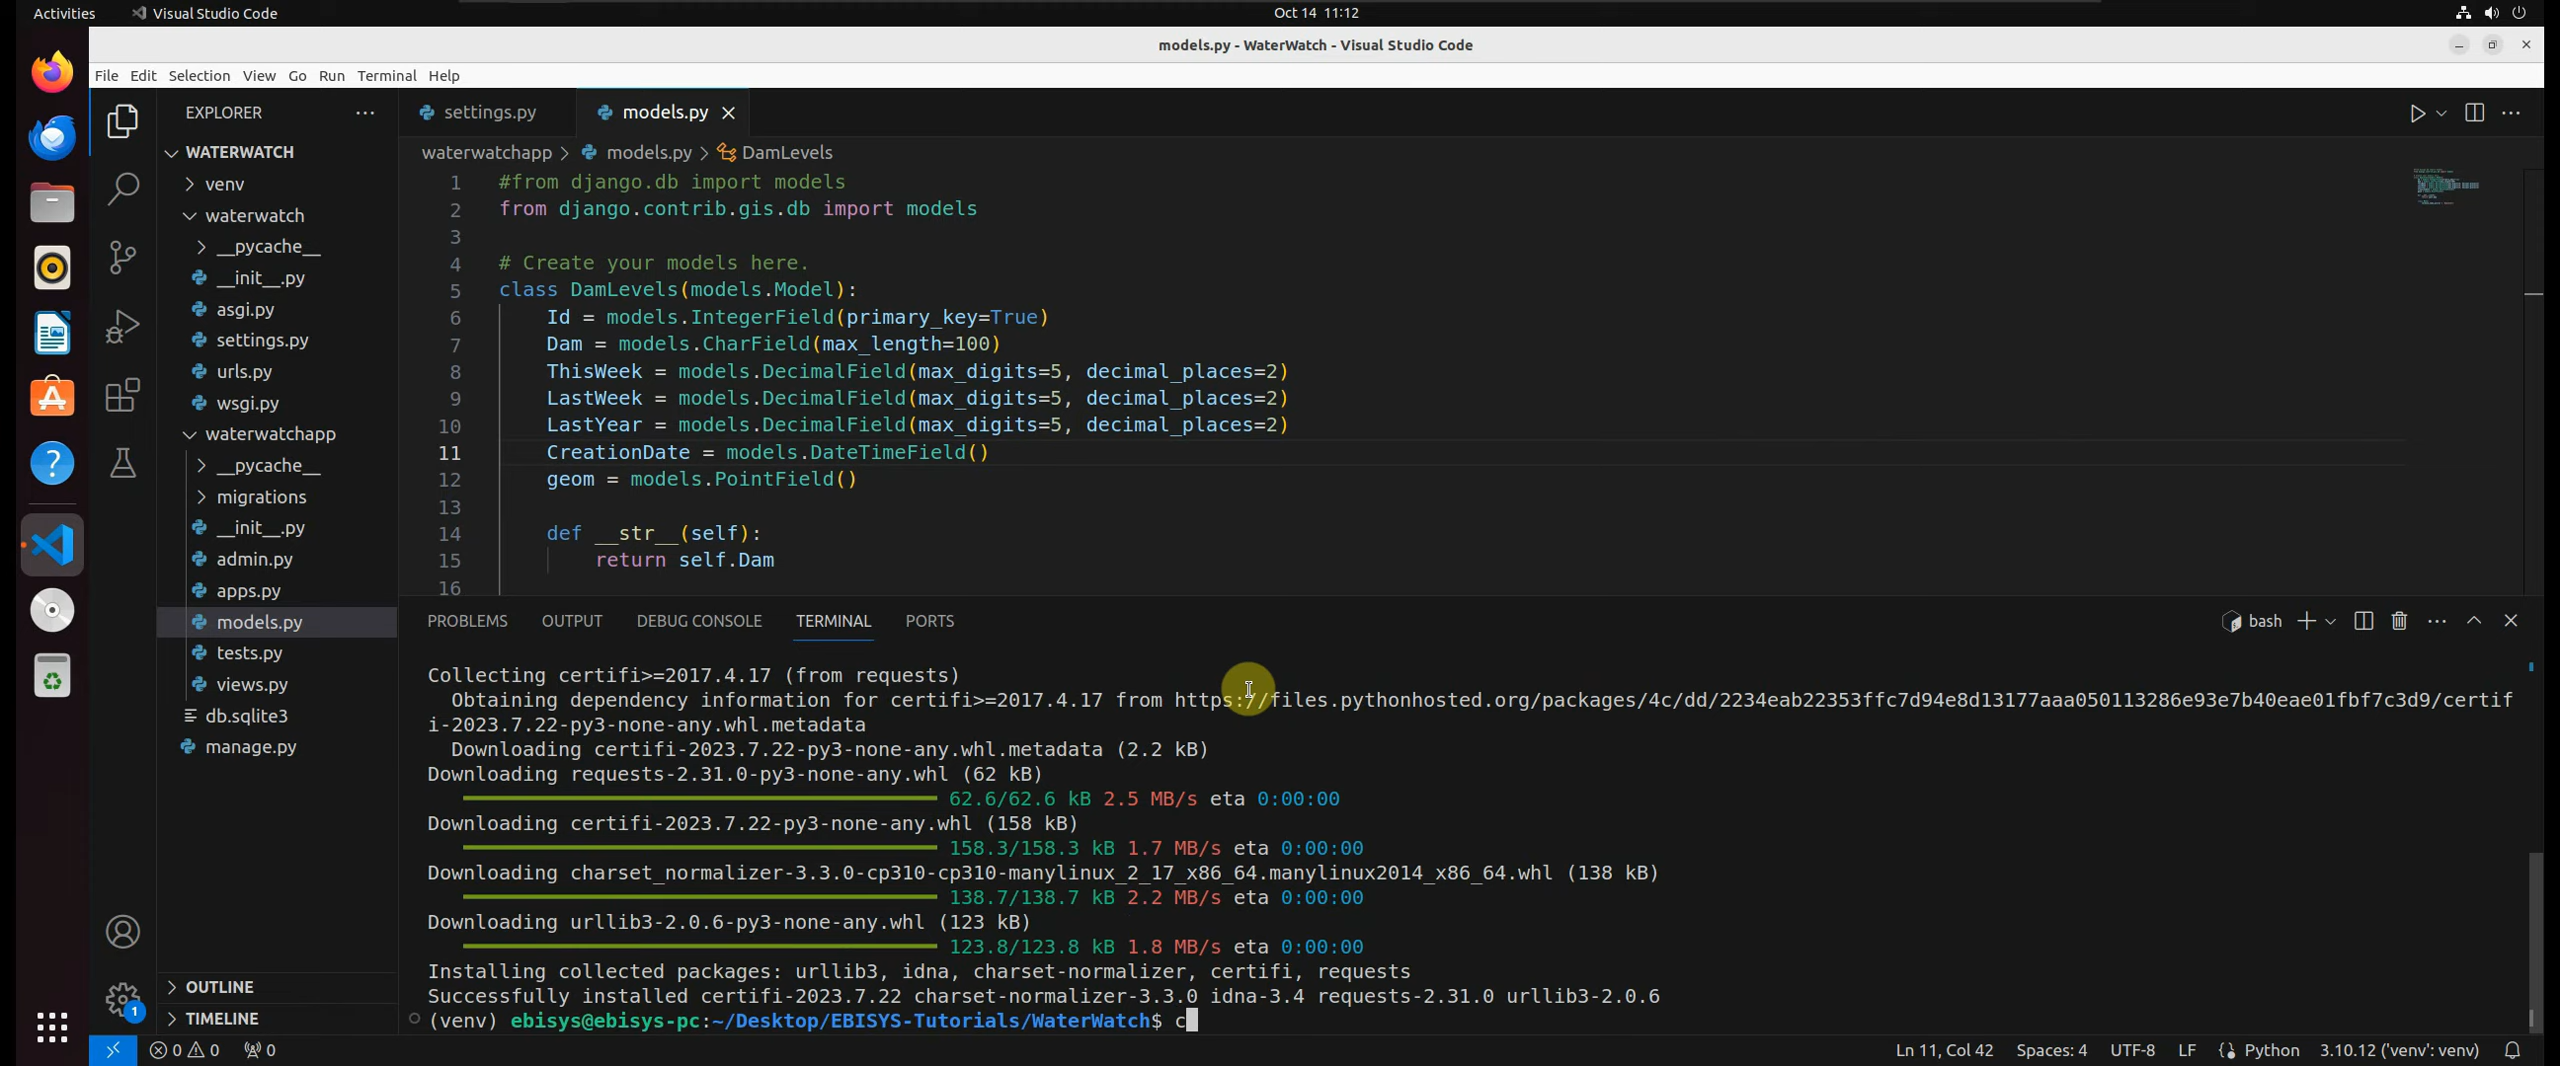 Activities
Visual Studio Code
Oct 14 11:12
models.py - WaterWatch - Visual Studio Code
File Edit Selection View Go Run Terminal Help
EXPLORER
WATERWATCH
venv
waterwatch
__pycache__
__init__.py
asgi.py
settings.py
urls.py
wsgi.py
waterwatchapp
__pycache__
migrations
__init__.py
admin.py
apps.py
models.py
tests.py
views.py
db.sqlite3
manage.py
OUTLINE
TIMELINE
1
settings.py
models.py
waterwatchapp > models.py > DamLevels
1 #from django.db import models
2 from django.contrib.gis.db import models
3
4 # Create your models here.
5 class DamLevels(models.Model):
6 Id = models.IntegerField(primary_key=True)
7 Dam = models.CharField(max_length=100)
8 ThisWeek = models.DecimalField(max_digits=5, decimal_places=2)
9 LastWeek = models.DecimalField(max_digits=5, decimal_places=2)
10 LastYear = models.DecimalField(max_digits=5, decimal_places=2)
11 CreationDate = models.DateTimeField()
12 geom = models.PointField()
13
14 def __str__(self):
15 return self.Dam
16
PROBLEMS OUTPUT DEBUG CONSOLE TERMINAL PORTS
bash
Collecting certifi>=2017.4.17 (from requests)
Obtaining dependency information for certifi>=2017.4.17 from https://files.pythonhosted.org/packages/4c/dd/2234eab22353ffc7d94e8d13177aaa050113286e93e7b40eae01fbf7c3d9/certif
i-2023.7.22-py3-none-any.whl.metadata
Downloading certifi-2023.7.22-py3-none-any.whl.metadata (2.2 kB)
Downloading requests-2.31.0-py3-none-any.whl (62 kB)
62.6/62.6 kB 2.5 MB/s eta 0:00:00
Downloading certifi-2023.7.22-py3-none-any.whl (158 kB)
158.3/158.3 kB 1.7 MB/s eta 0:00:00
Downloading charset_normalizer-3.3.0-cp310-cp310-manylinux_2_17_x86_64.manylinux2014_x86_64.whl (138 kB)
138.7/138.7 kB 2.2 MB/s eta 0:00:00
Downloading urllib3-2.0.6-py3-none-any.whl (123 kB)
123.8/123.8 kB 1.8 MB/s eta 0:00:00
Installing collected packages: urllib3, idna, charset-normalizer, certifi, requests
Successfully installed certifi-2023.7.22 charset-normalizer-3.3.0 idna-3.4 requests-2.31.0 urllib3-2.0.6
(venv) ebisys@ebisys-pc:~/Desktop/EBISYS-Tutorials/WaterWatch$ c
0 0 0
Ln 11, Col 42 Spaces: 4 UTF-8 LF Python 3.10.12 ('venv': venv)